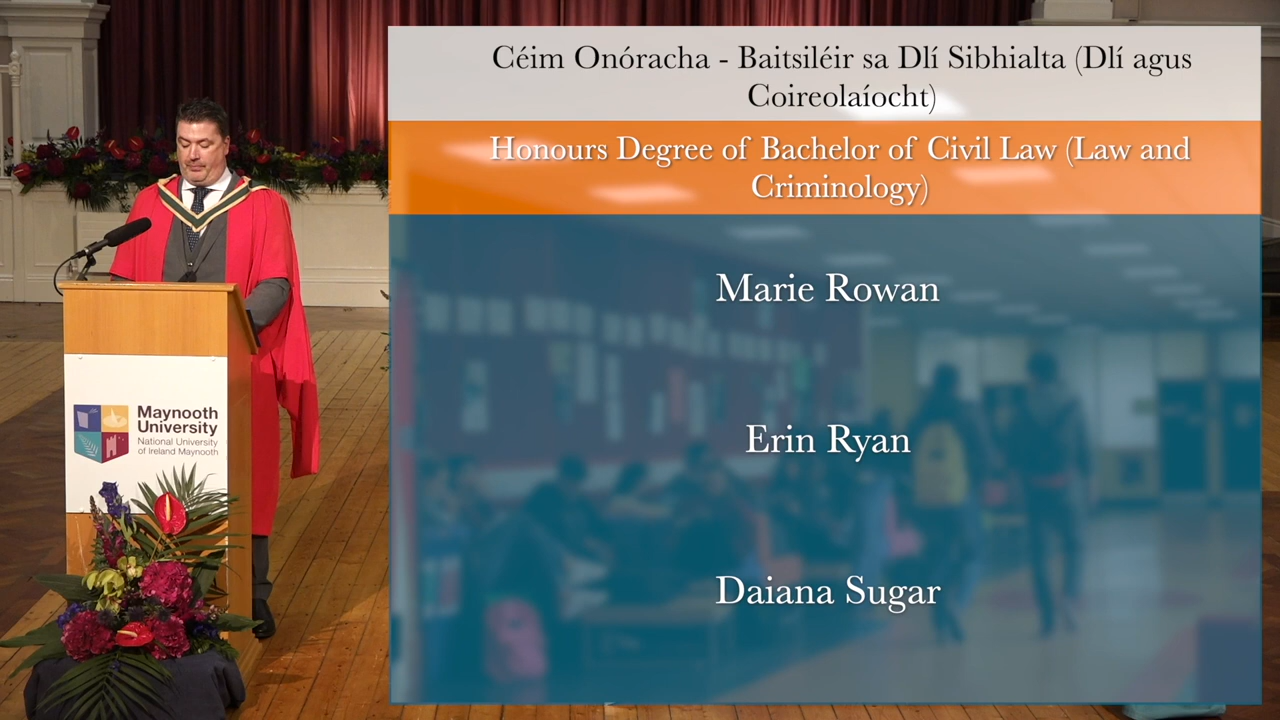 Céim Onóracha - Baitsiléir sa Dlí Sibhialta (Dlí agus
Coireolaíocht)
Honours Degree of Bachelor of Civil Law (Law and
Criminology)
Marie Rowan
Erin Ryan
Daiana Sugar
Maynooth
University
National University
of Ireland Maynooth